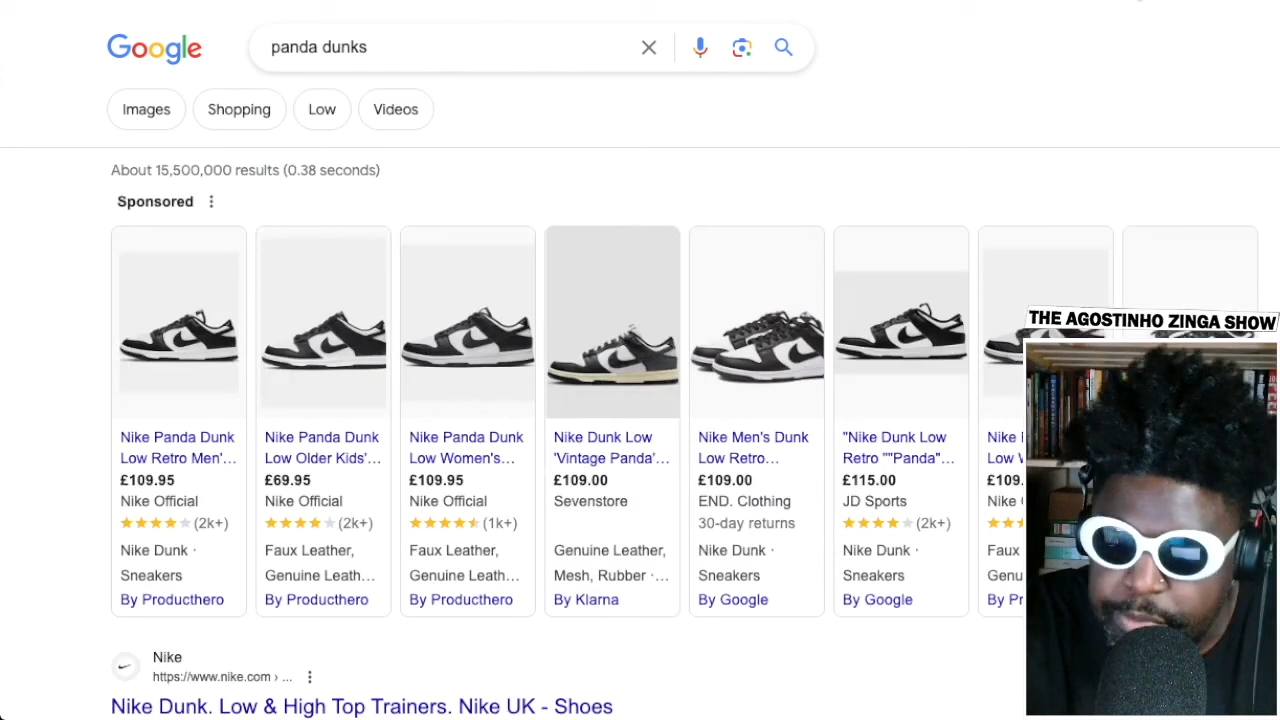 Google
panda dunks
Images
Shopping
Low
Videos
About 15,500,000 results (0.38 seconds)
Sponsored
Nike Panda Dunk
Low Retro Men'...
£109.95
Nike Official
(2k+)
Nike Dunk ·
Sneakers
By Producthero
Nike Panda Dunk
Low Older Kids'...
£69.95
Nike Official
(2k+)
Faux Leather,
Genuine Leath...
By Producthero
Nike Panda Dunk
Low Women's...
£109.95
Nike Official
(1k+)
Faux Leather,
Genuine Leath...
By Producthero
Nike Dunk Low
'Vintage Panda'...
£109.00
Sevenstore
Genuine Leather,
Mesh, Rubber ·...
By Klarna
Nike Men's Dunk
Low Retro...
£109.00
END. Clothing
30-day returns
Nike Dunk ·
Sneakers
By Google
"Nike Dunk Low
Retro ""Panda"...
£115.00
JD Sports
(2k+)
Nike Dunk ·
Sneakers
By Google
Nike
Low
£109.
Nike
Faux
THE AGOSTINHO ZINGA SHOW
Nike
https://www.nike.com › ...
Nike Dunk. Low & High Top Trainers. Nike UK - Shoes